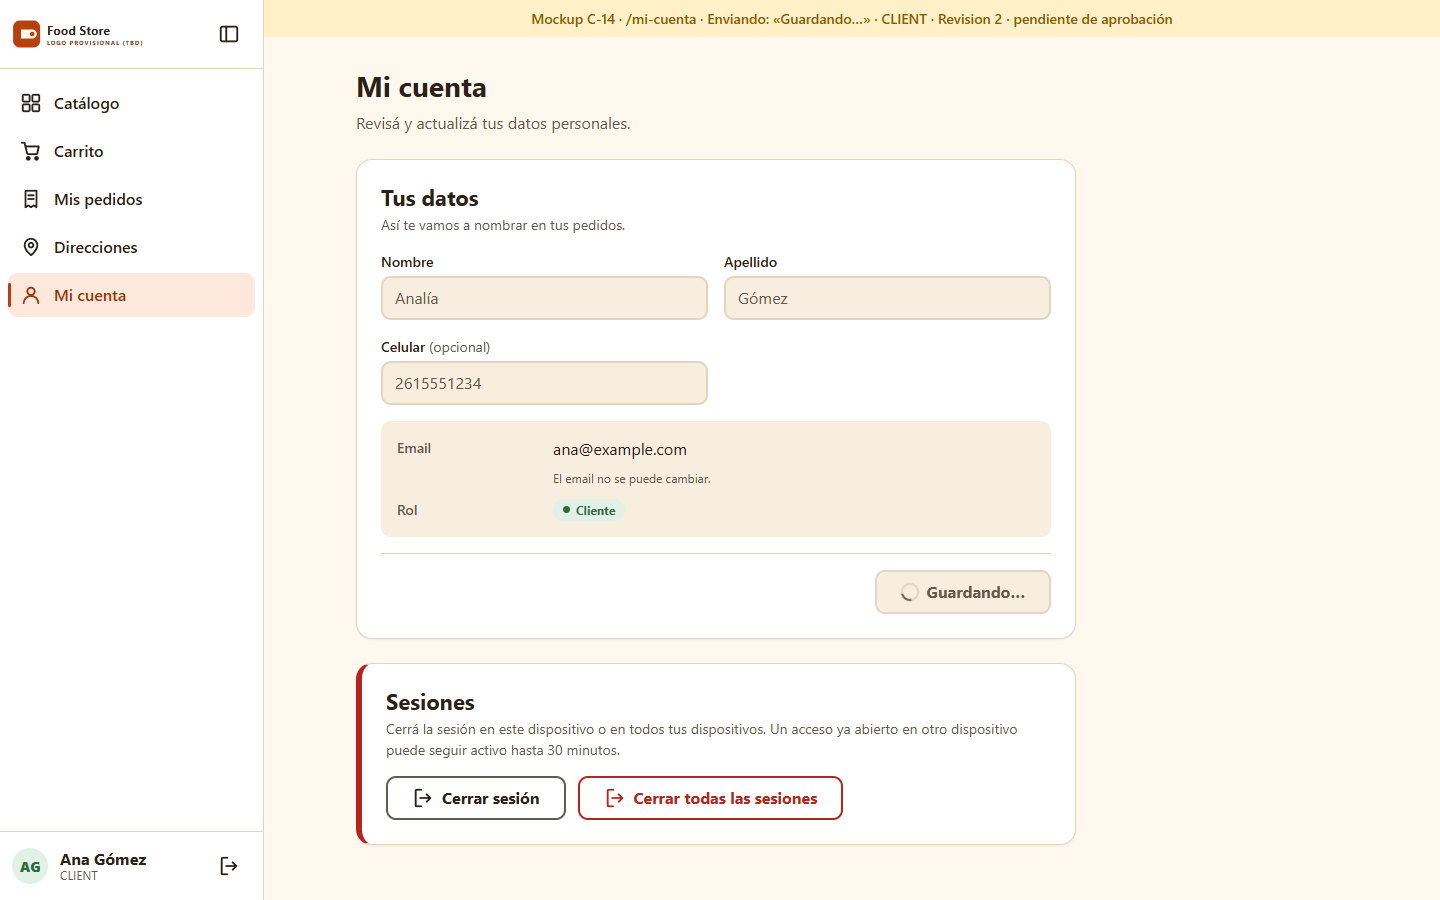 Mockup C-14 · /mi-cuenta · Enviando: «Guardando…» · CLIENT · Revision 2 · pendiente de aprobación
Food Store
LOGO PROVISIONAL (TBD)
Catálogo
Carrito
Mis pedidos
Direcciones
Mi cuenta
Ana Gómez
CLIENT
AG
Mi cuenta
Revisá y actualizá tus datos personales.
Tus datos
Así te vamos a nombrar en tus pedidos.
Nombre
Apellido
Analía
Gómez
Celular (opcional)
2615551234
Email
ana@example.com
El email no se puede cambiar.
Rol
Cliente
Guardando…
Sesiones
Cerrá la sesión en este dispositivo o en todos tus dispositivos. Un acceso ya abierto en otro dispositivo
puede seguir activo hasta 30 minutos.
Cerrar sesión
Cerrar todas las sesiones